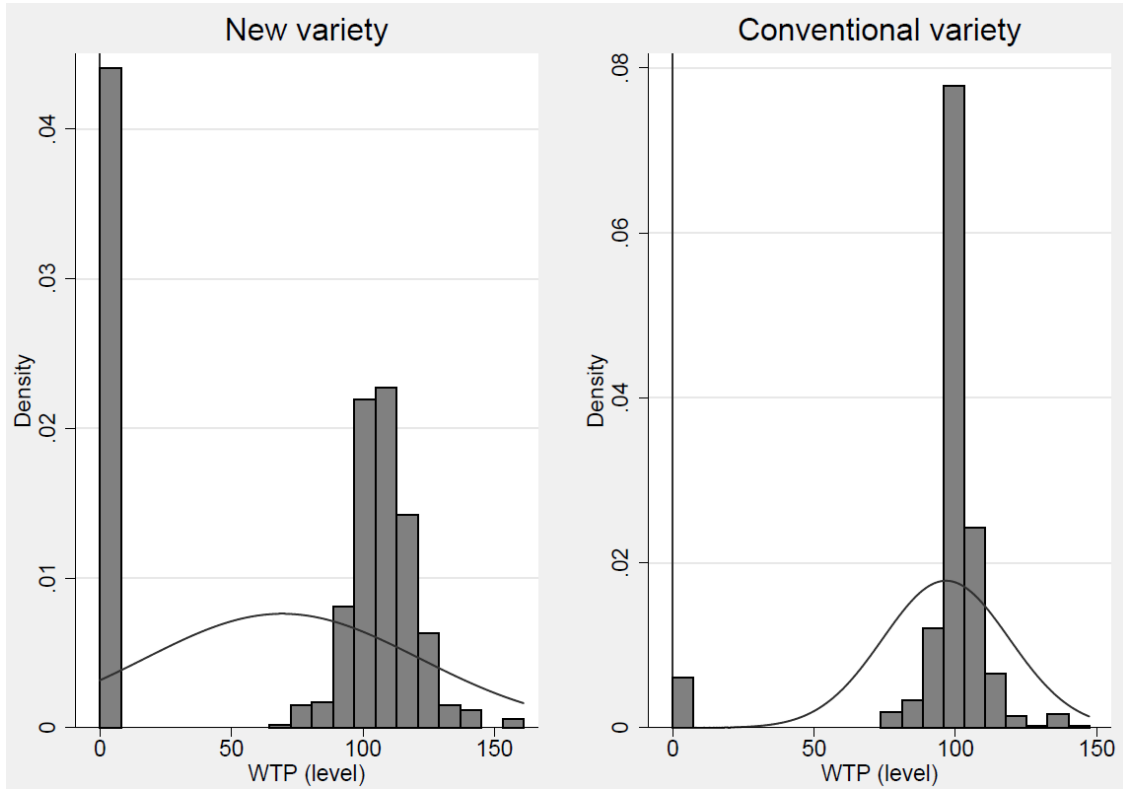 New variety
Density
.04
.03
.02
.01
0
0 50 100 150
WTP (level)
Conventional variety
Density
.08
.06
.04
.02
0
0 50 100 150
WTP (level)